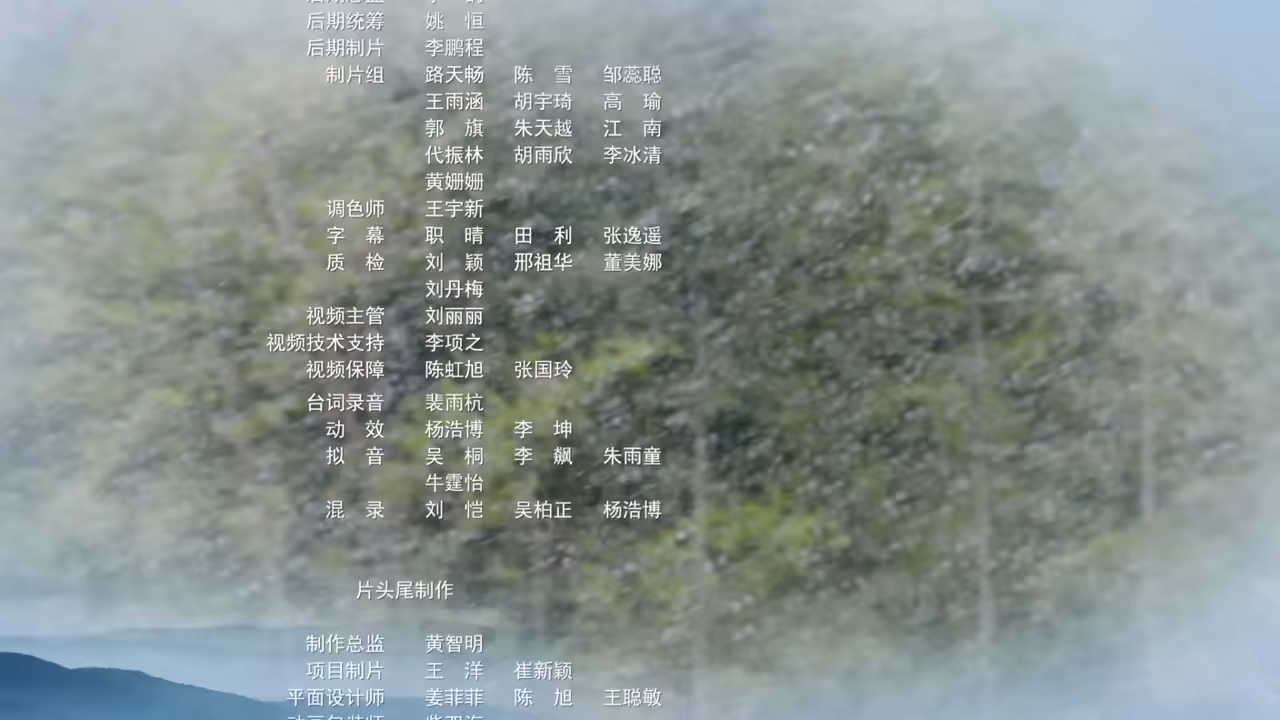 后期统筹 姚 恒
后期制片 李鹏程
制片组 路天畅 陈 雪 邹蕊聪
王雨涵 胡宇琦 高 瑜
郭 旗 朱天越 江 南
代振林 胡雨欣 李冰清
黄姗姗
调色师 王宇新
字 幕 职 晴 田 利 张逸遥
质 检 刘 颖 邢祖华 董美娜
刘丹梅
视频主管 刘丽丽
视频技术支持 李项之
视频保障 陈虹旭 张国玲
台词录音 裴雨杭
动 效 杨浩博 李 坤
拟 音 吴 桐 李 飙 朱雨童
牛霆怡
混 录 刘 恺 吴柏正 杨浩博
片头尾制作
制作总监 黄智明
项目制片 王 洋 崔新颖
平面设计师 姜菲菲 陈 旭 王聪敏